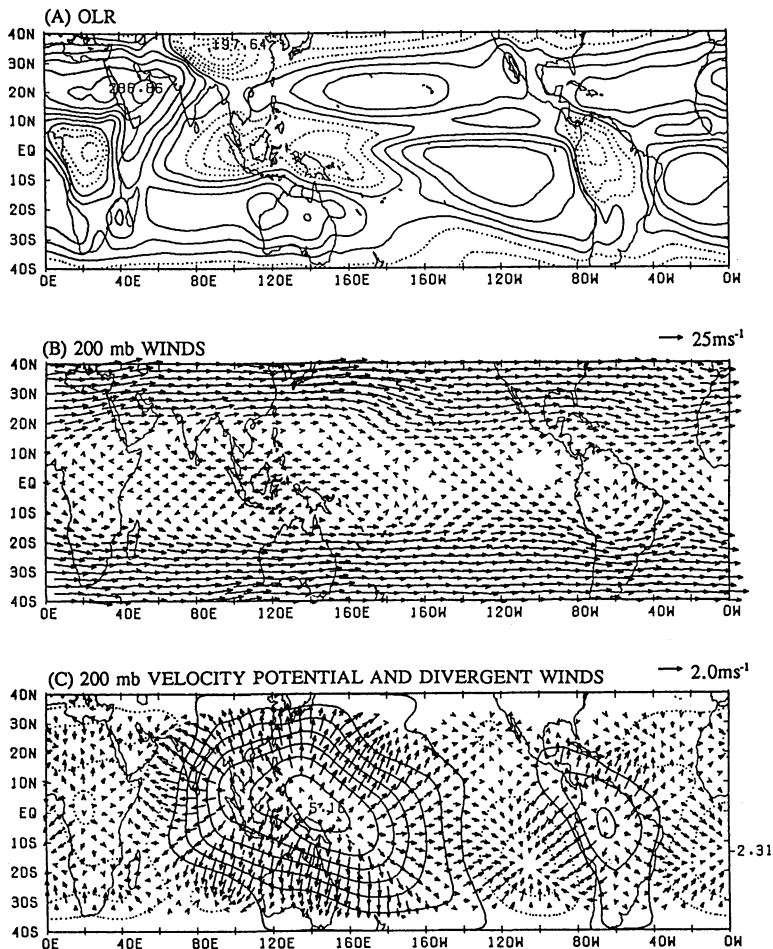 (A) OLR
40N
30N
20N
10N
EQ
10S
20S
30S
40S
197.64
286.86
0E 40E 80E 120E 160E 160W 120W 80W 40W 0W
(B) 200 mb WINDS
25ms⁻¹
40N
30N
20N
10N
EQ
10S
20S
30S
40S
0E 40E 80E 120E 160E 160W 120W 80W 40W 0W
(C) 200 mb VELOCITY POTENTIAL AND DIVERGENT WINDS
2.0ms⁻¹
40N
30N
20N
10N
EQ
10S
20S
30S
40S
-2.31
0E 40E 80E 120E 160E 160W 120W 80W 40W 0W